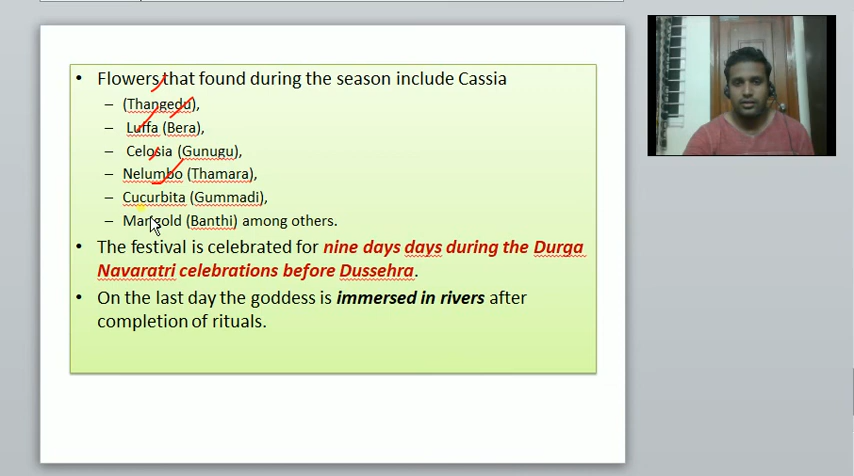 • Flowers that found during the season include Cassia
– (Thangedu),
– Luffa (Bera),
– Celosia (Gunugu),
– Nelumbo (Thamara),
– Cucurbita (Gummadi),
– Marigold (Banthi) among others.
• The festival is celebrated for nine days days during the Durga
Navaratri celebrations before Dussehra.
• On the last day the goddess is immersed in rivers after
completion of rituals.